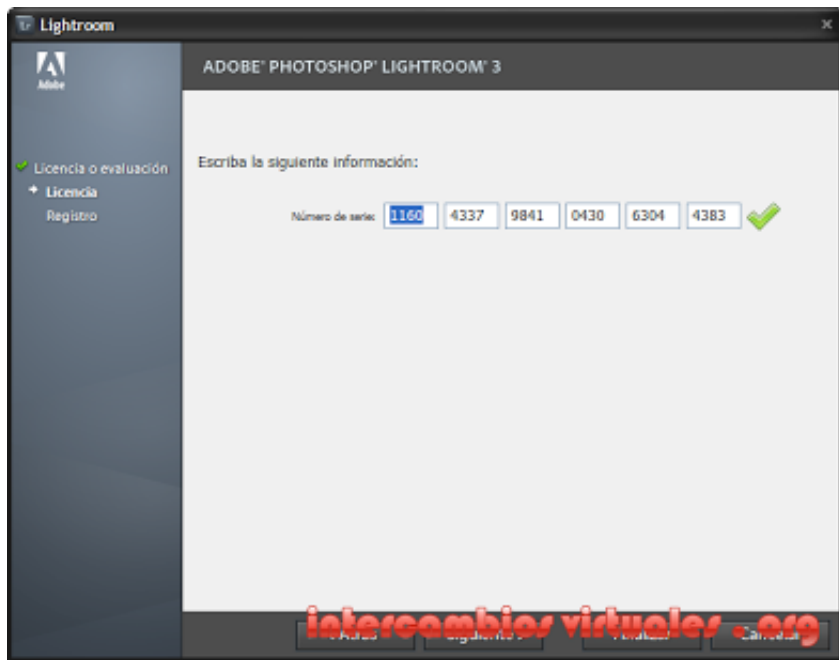 Lightroom
Adobe
ADOBE® PHOTOSHOP® LIGHTROOM® 3
Licencia o evaluación
Licencia
Registro
Escriba la siguiente información:
Número de serie: 1160 4337 9841 0430 6304 4383
intercambios virtuales . org